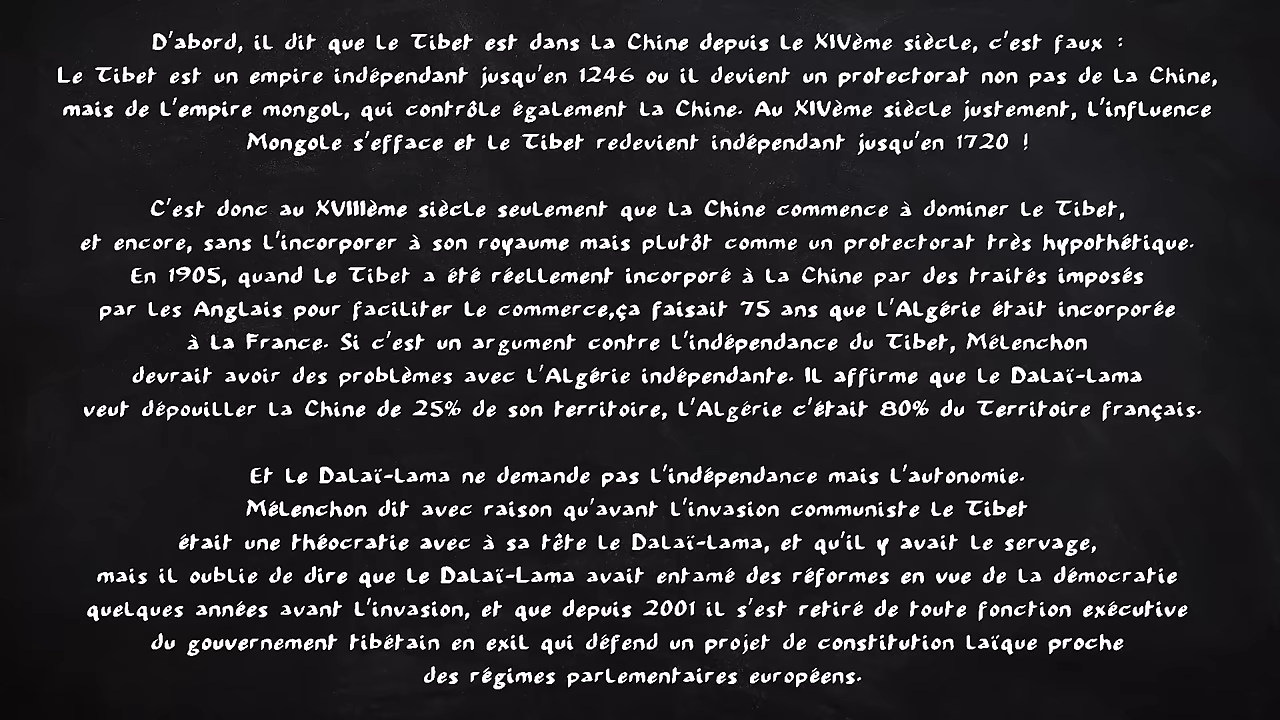 D'abord, il dit que le Tibet est dans la Chine depuis le XIVème siècle, c'est faux :
Le Tibet est un empire indépendant jusqu'en 1246 ou il devient un protectorat non pas de la Chine,
mais de l'empire mongol, qui contrôle également la Chine. Au XIVème siècle justement, l'influence
Mongole s'efface et le Tibet redevient indépendant jusqu'en 1720 !
C'est donc au XVIIIème siècle seulement que la Chine commence à dominer le Tibet,
et encore, sans l'incorporer à son royaume mais plutôt comme un protectorat très hypothétique.
En 1905, quand le Tibet a été réellement incorporé à la Chine par des traités imposés
par les Anglais pour faciliter le commerce,ça faisait 75 ans que l'Algérie était incorporée
à la France. Si c'est un argument contre l'indépendance du Tibet, Mélenchon
devrait avoir des problèmes avec l'Algérie indépendante. Il affirme que le Dalaï-lama
veut dépouiller la Chine de 25% de son territoire, l'Algérie c'était 80% du Territoire français.
Et le Dalaï-lama ne demande pas l'indépendance mais l'autonomie.
Mélenchon dit avec raison qu'avant l'invasion communiste le Tibet
était une théocratie avec à sa tête le Dalaï-lama, et qu'il y avait le servage,
mais il oublie de dire que le Dalaï-Lama avait entamé des réformes en vue de la démocratie
quelques années avant l'invasion, et que depuis 2001 il s'est retiré de toute fonction exécutive
du gouvernement tibétain en exil qui défend un projet de constitution laïque proche
des régimes parlementaires européens.